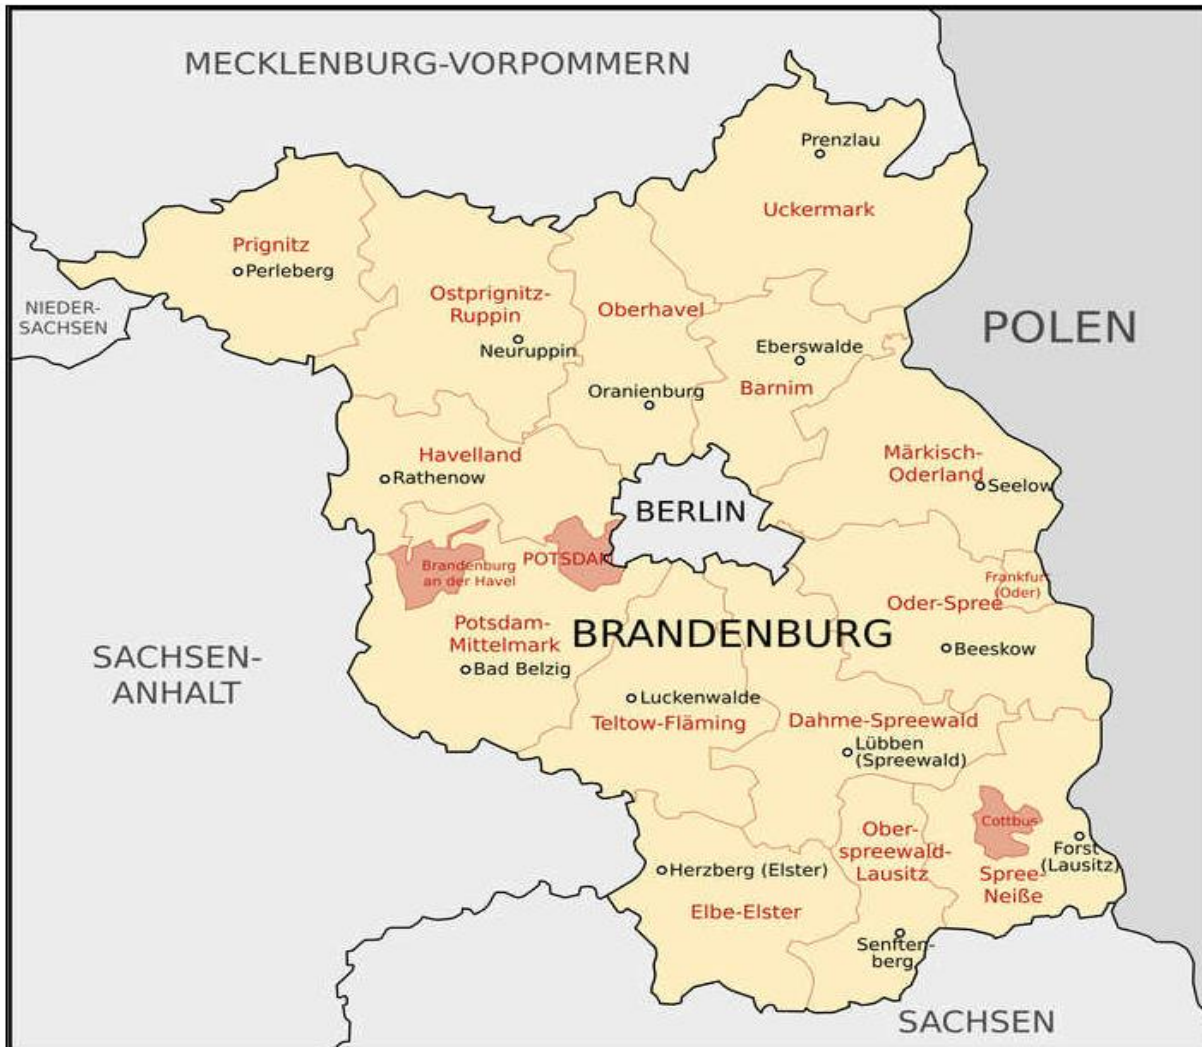 MECKLENBURG-VORPOMMERN
Prenzlau
Uckermark
Prignitz
Perleberg
NIEDER-
SACHSEN
Ostprignitz-
Ruppin
Neuruppin
Oberhavel
Oranienburg
Eberswalde
Barnim
POLEN
Havelland
Rathenow
Märkisch-
Oderland
Seelow
BERLIN
Brandenburg
an der Havel
POTSDAM
Frankfur
(Oder)
Oder-Spree
Beeskow
Potsdam-
Mittelmark
Bad Belzig
BRANDENBURG
SACHSEN-
ANHALT
Luckenwalde
Teltow-Fläming
Dahme-Spreewald
Lübben
(Spreewald)
Cottbus
Forst
(Lausitz)
Spree-
Neiße
Ober-
spreewald-
Lausitz
Herzberg (Elster)
Elbe-Elster
Senften-
berg
SACHSEN